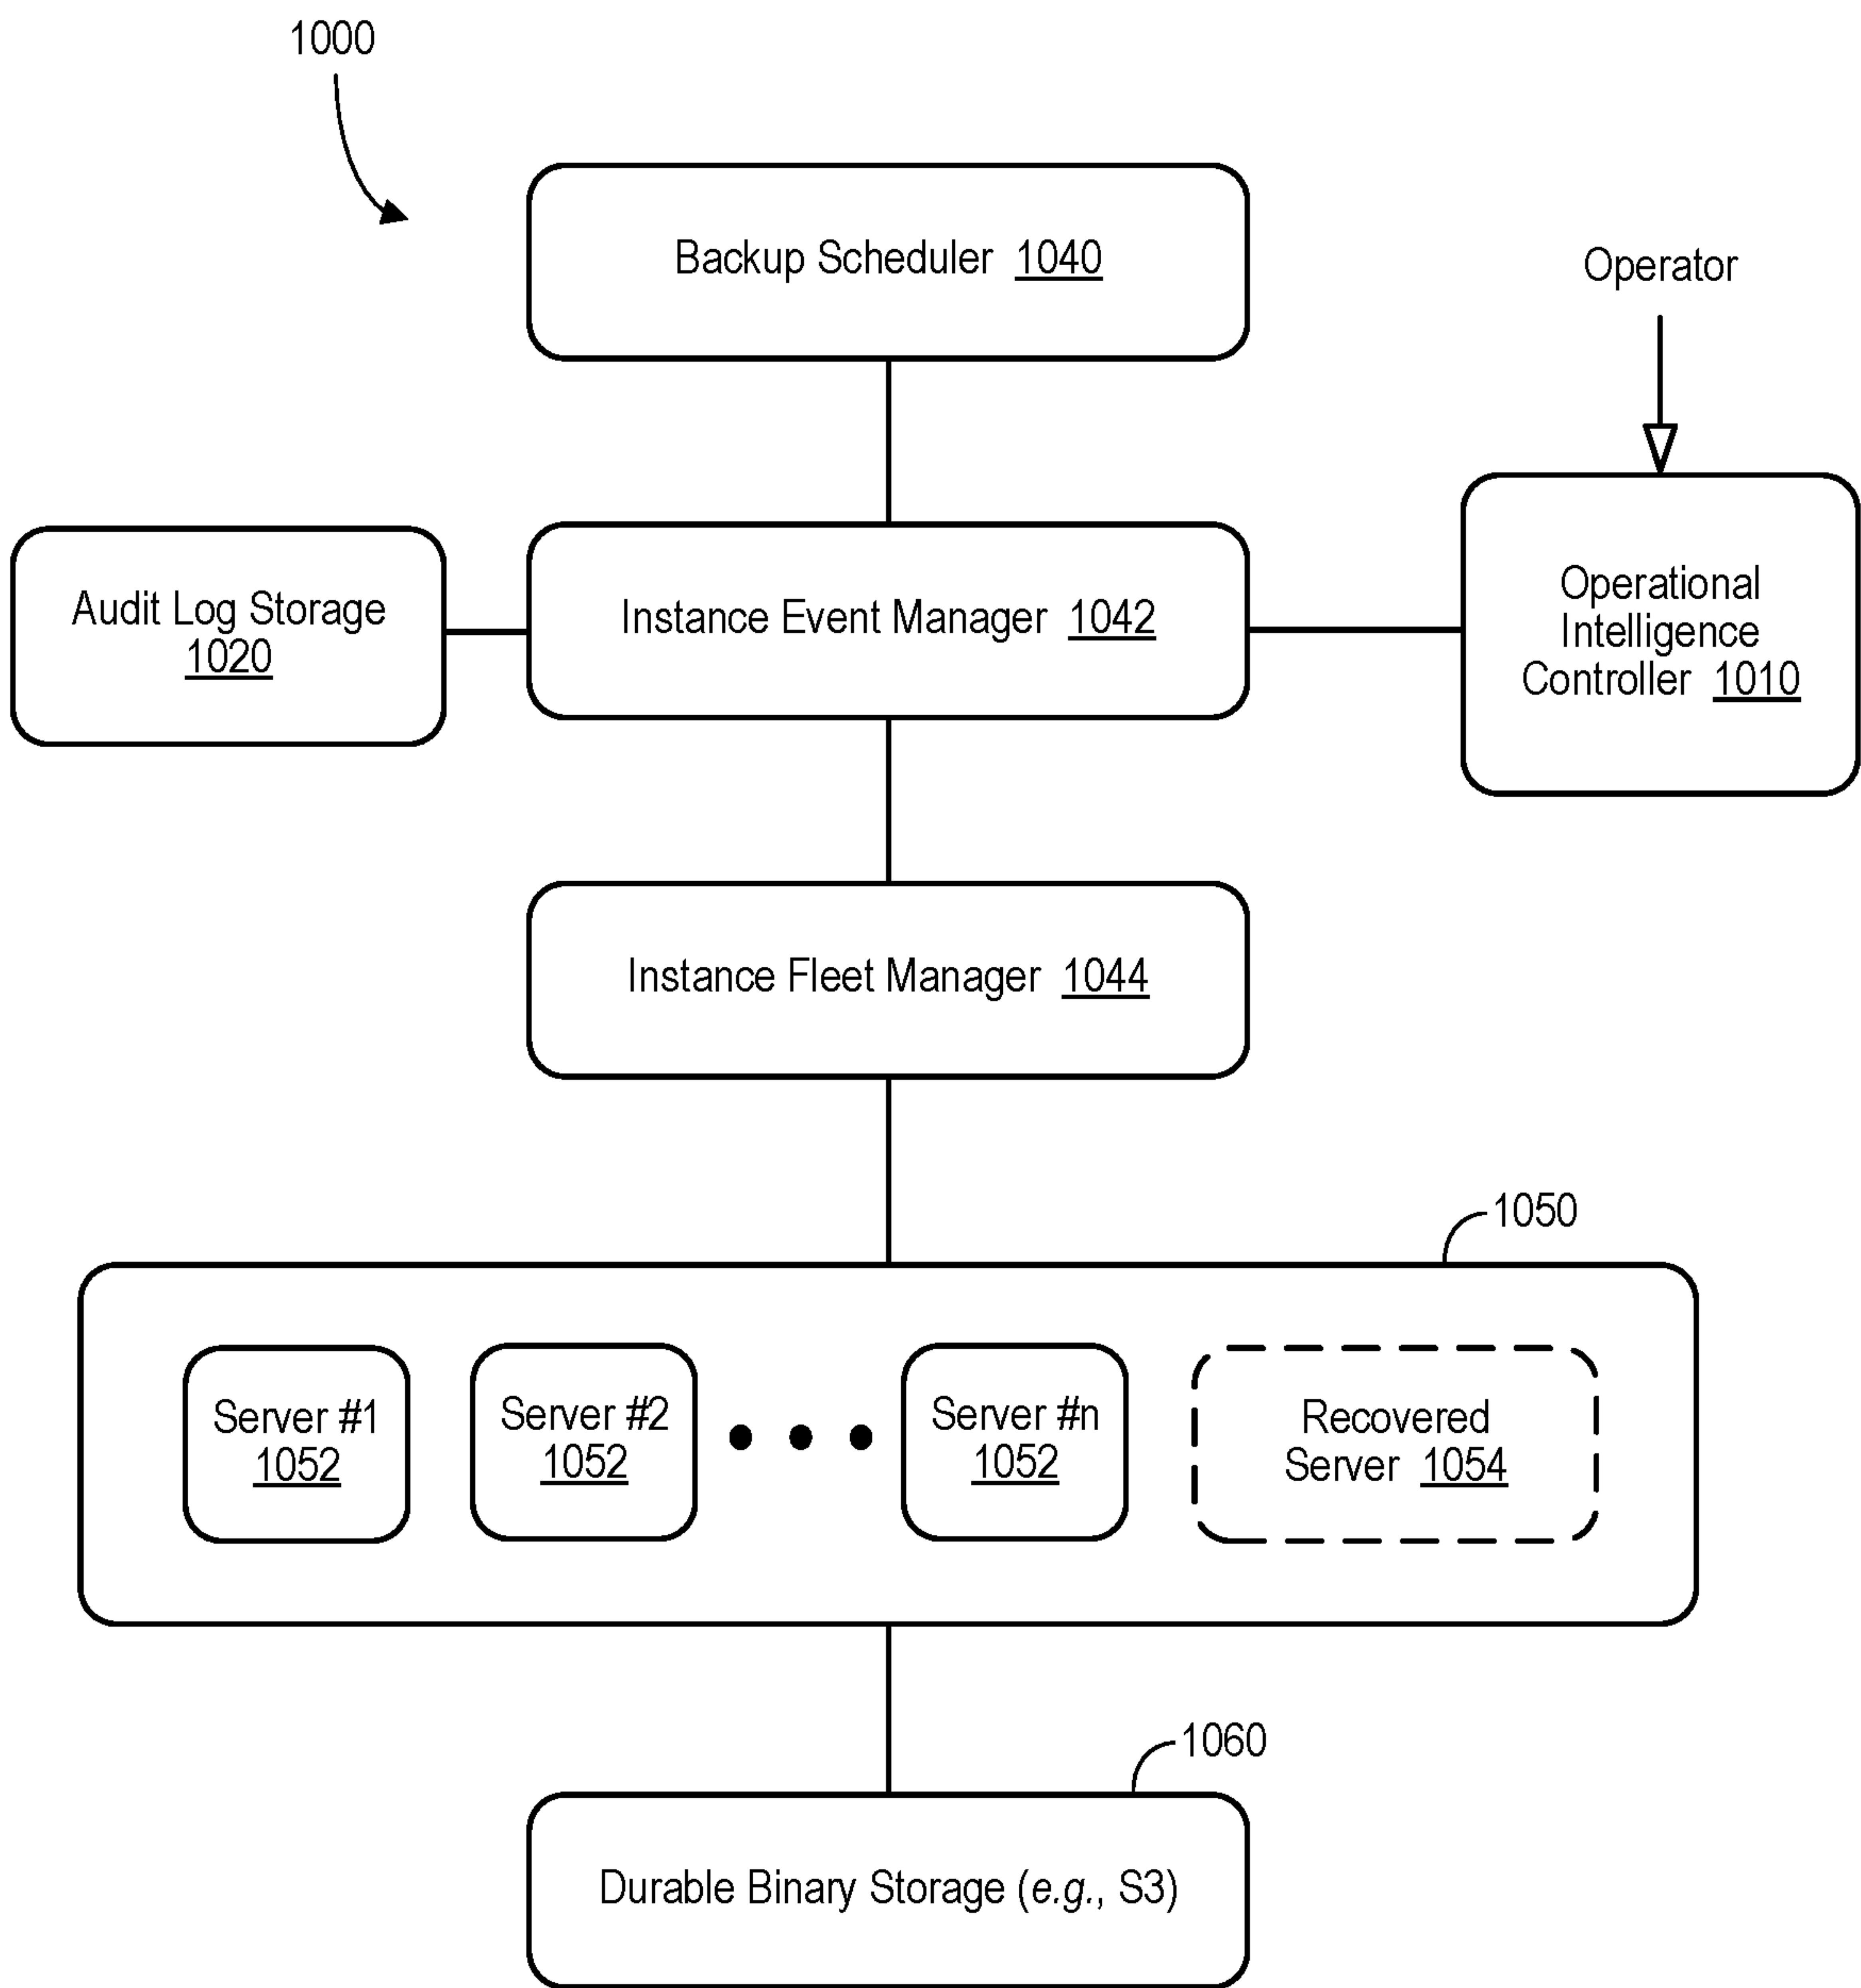 1000
Backup Scheduler 1040
Operator
Audit Log Storage
1020
Instance Event Manager 1042
Operational
Intelligence
Controller 1010
Instance Fleet Manager 1044
1050
Server #1
1052
Server #2
1052
Server #n
1052
Recovered
Server 1054
1060
Durable Binary Storage (e.g., S3)